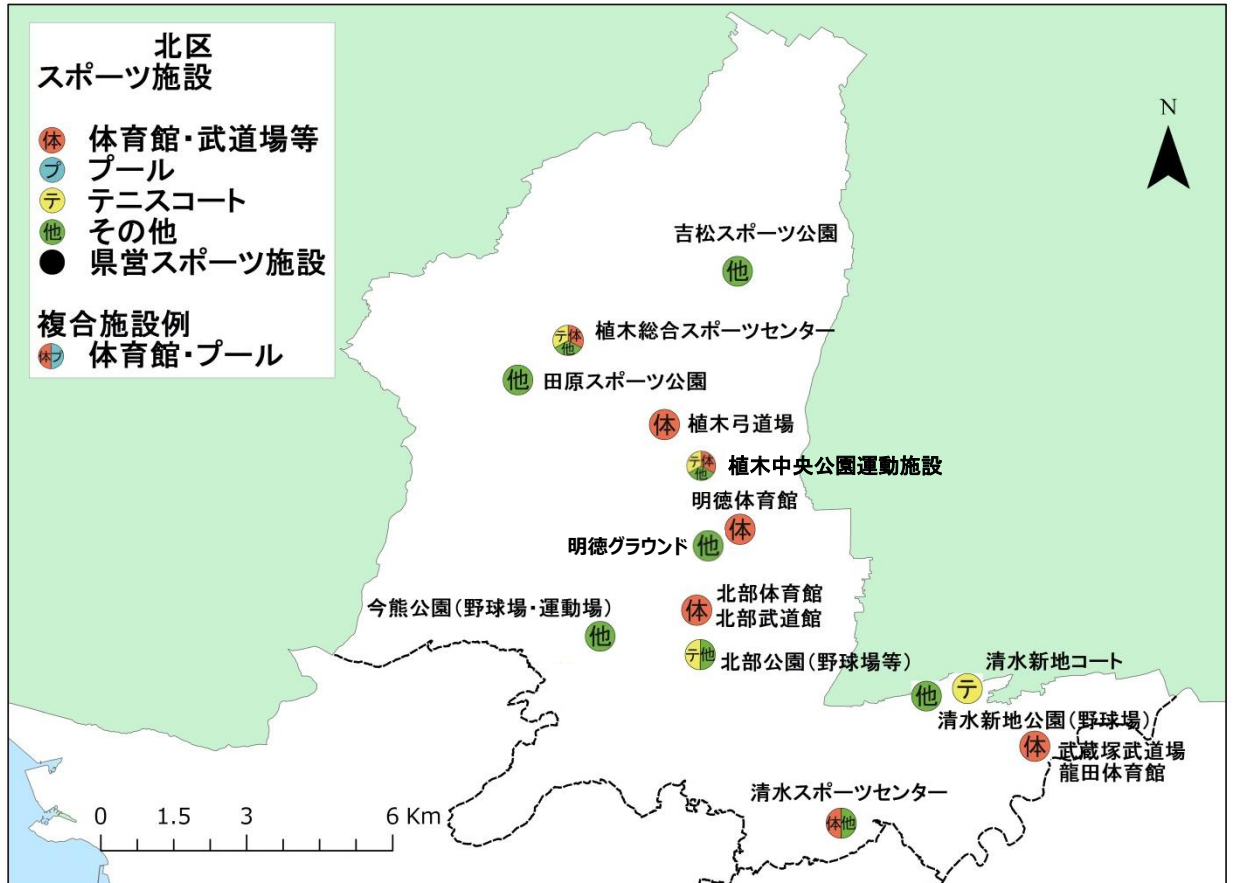 北区
スポーツ施設
体 体育館・武道場等
プ プール
テ テニスコート
他 その他
県営スポーツ施設
複合施設例
体プ 体育館・プール
N
吉松スポーツ公園
他
テ体他 植木総合スポーツセンター
他 田原スポーツ公園
体 植木弓道場
テ体他 植木中央公園運動施設
明徳体育館
体
明徳グラウンド 他
北部体育館
体 北部武道館
今熊公園(野球場・運動場)
他
テ他 北部公園(野球場等)
清水新地コート
他 テ
清水新地公園(野球場)
体 武蔵塚武道場
龍田体育館
清水スポーツセンター
体他
0 1.5 3 6 Km